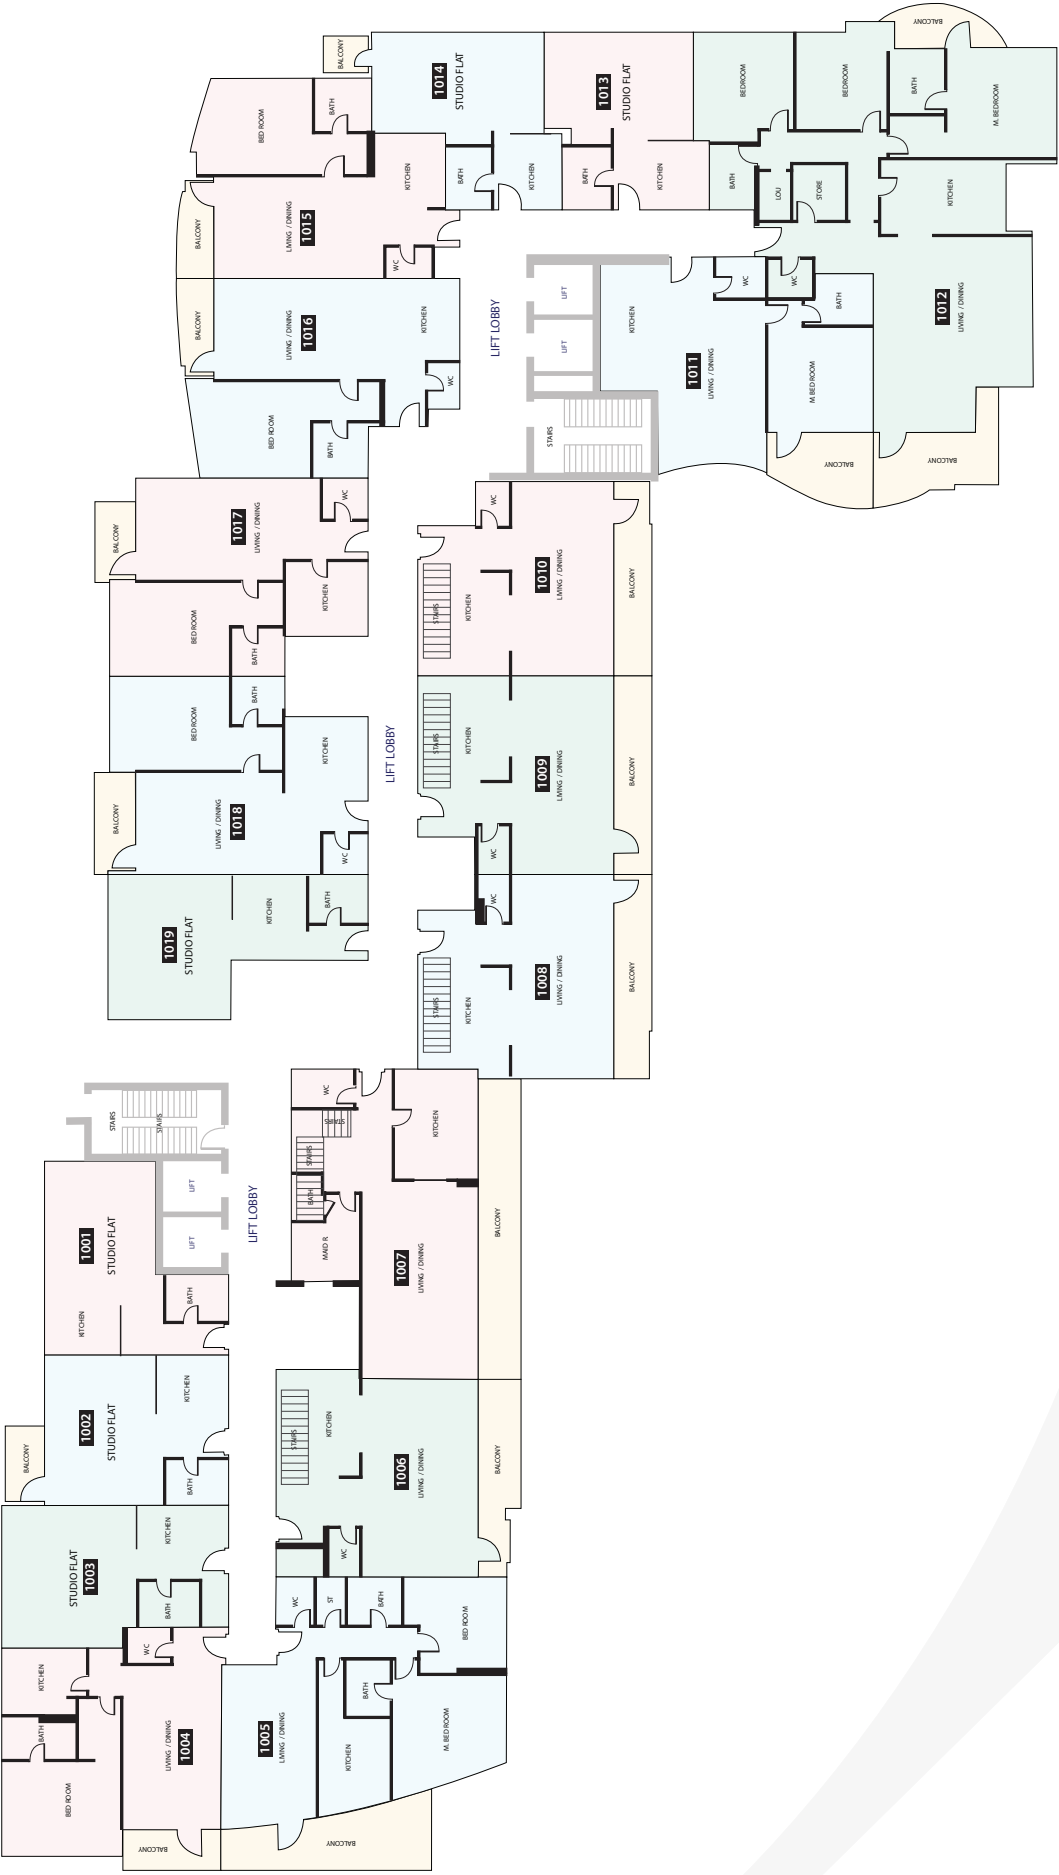 BALCONY
BALCONY
1014
STUDIO FLAT
1013
STUDIO FLAT
BEDROOM
BEDROOM
BATH
M. BEDROOM
BED ROOM
BATH
KITCHEN
BATH
KITCHEN
BATH
KITCHEN
BATH
LOU
STORE
KITCHEN
BALCONY
LIVING / DINING
1015
WC
LIFT LOBBY
LIFT
LIFT
STAIRS
KITCHEN
1011
LIVING / DINING
WC
WC
BATH
M. BED ROOM
1012
LIVING / DINING
BALCONY
BALCONY
BALCONY
LIVING / DINING
1016
KITCHEN
WC
BED ROOM
BATH
BALCONY
1017
LIVING / DINING
WC
KITCHEN
BED ROOM
BATH
WC
1010
LIVING / DINING
STAIRS
KITCHEN
BALCONY
BED ROOM
BATH
KITCHEN
LIFT LOBBY
BALCONY
LIVING / DINING
1018
WC
STAIRS
KITCHEN
1009
LIVING / DINING
WC
BALCONY
1019
STUDIO FLAT
KITCHEN
BATH
WC
1008
LIVING / DINING
STAIRS
KITCHEN
BALCONY
STAIRS
STAIRS
LIFT
LIFT
LIFT LOBBY
WC
STAIRS
STAIRS
BATH
MAID R
KITCHEN
1007
LIVING / DINING
BALCONY
1001
STUDIO FLAT
KITCHEN
BATH
1002
STUDIO FLAT
KITCHEN
BATH
BALCONY
STAIRS
KITCHEN
1006
LIVING / DINING
WC
BALCONY
STUDIO FLAT
1003
KITCHEN
BATH
WC
ST
BATH
BED ROOM
KITCHEN
WC
BATH
LIVING / DINING
1004
BED ROOM
BALCONY
1005
LIVING / DINING
BATH
KITCHEN
M. BED ROOM
BALCONY